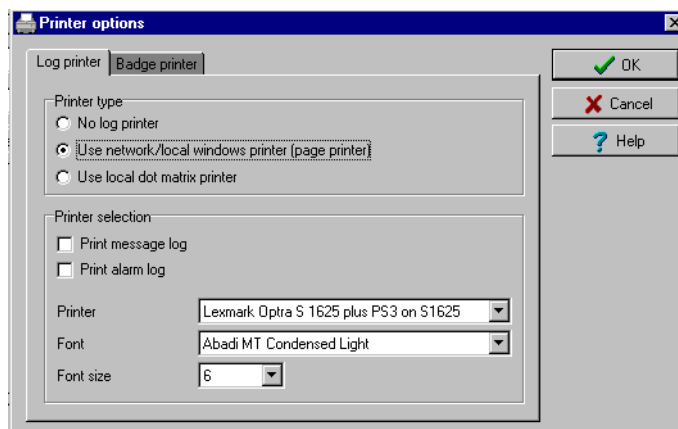 Printer options
Log printer
Badge printer
OK
Cancel
Help
Printer type
No log printer
Use network/local windows printer (page printer)
Use local dot matrix printer
Printer selection
Print message log
Print alarm log
Printer
Lexmark Optra S 1625 plus PS3 on S1625
Font
Abadi MT Condensed Light
Font size
6